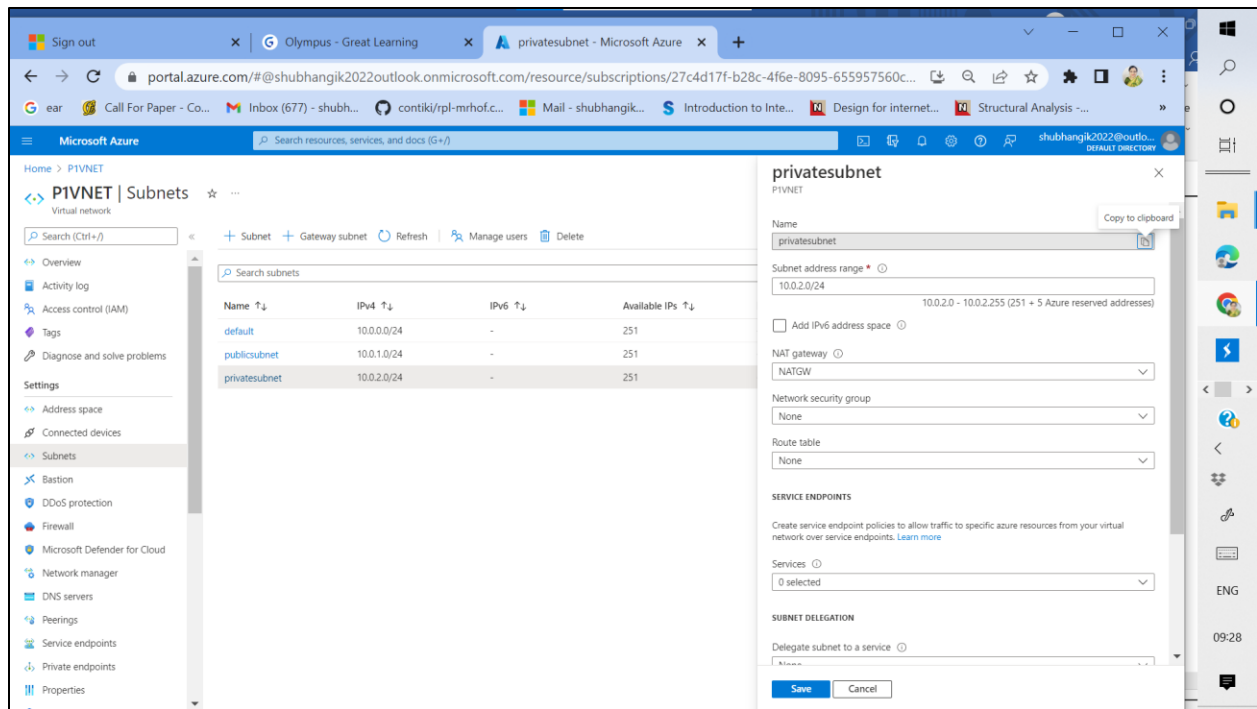 Sign out
Olympus - Great Learning
privatesubnet - Microsoft Azure
portal.azure.com/#@shubhangik2022outlook.onmicrosoft.com/resource/subscriptions/27c4d17f-b28c-4f6e-8095-655957560c...
ear
Call For Paper - Co...
Inbox (677) - shubh...
contiki/rpl-mrhof.c...
Mail - shubhangik...
Introduction to Inte...
Design for internet...
Structural Analysis -...
»
Microsoft Azure
Search resources, services, and docs (G+/)
shubhangik2022@outlo...
DEFAULT DIRECTORY
Home > P1VNET
P1VNET | Subnets
Virtual network
Search (Ctrl+/)
«
Overview
Activity log
Access control (IAM)
Tags
Diagnose and solve problems
Settings
Address space
Connected devices
Subnets
Bastion
DDoS protection
Firewall
Microsoft Defender for Cloud
Network manager
DNS servers
Peerings
Service endpoints
Private endpoints
Properties
+ Subnet + Gateway subnet Refresh Manage users Delete
Search subnets
Name ↑↓ IPv4 ↑↓ IPv6 ↑↓ Available IPs ↑↓
default 10.0.0.0/24 - 251
publicsubnet 10.0.1.0/24 - 251
privatesubnet 10.0.2.0/24 - 251
privatesubnet
P1VNET
Copy to clipboard
Name
privatesubnet
Subnet address range *
10.0.2.0/24
10.0.2.0 - 10.0.2.255 (251 + 5 Azure reserved addresses)
Add IPv6 address space
NAT gateway
NATGW
Network security group
None
Route table
None
SERVICE ENDPOINTS
Create service endpoint policies to allow traffic to specific azure resources from your virtual
network over service endpoints. Learn more
Services
0 selected
SUBNET DELEGATION
Delegate subnet to a service
None
Save Cancel
ENG
09:28